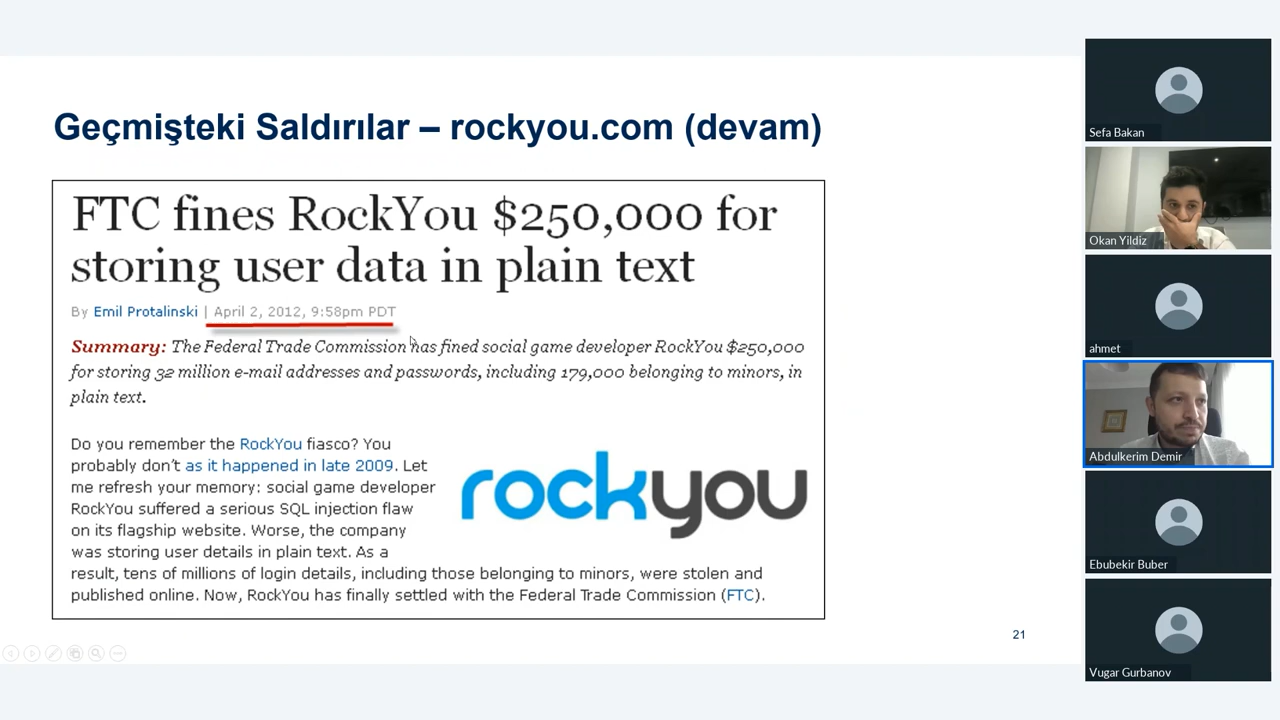 Geçmişteki Saldırılar – rockyou.com (devam)
FTC fines RockYou $250,000 for
storing user data in plain text
By Emil Protalinski | April 2, 2012, 9:58pm PDT
Summary: The Federal Trade Commission has fined social game developer RockYou $250,000
for storing 32 million e-mail addresses and passwords, including 179,000 belonging to minors, in
plain text.
Do you remember the RockYou fiasco? You
probably don't as it happened in late 2009. Let
me refresh your memory: social game developer
RockYou suffered a serious SQL injection flaw
on its flagship website. Worse, the company
was storing user details in plain text. As a
result, tens of millions of login details, including those belonging to minors, were stolen and
published online. Now, RockYou has finally settled with the Federal Trade Commission (FTC).
rockyou
21
Sefa Bakan
Okan Yildiz
ahmet
Abdulkerim Demir
Ebubekir Buber
Vugar Gurbanov